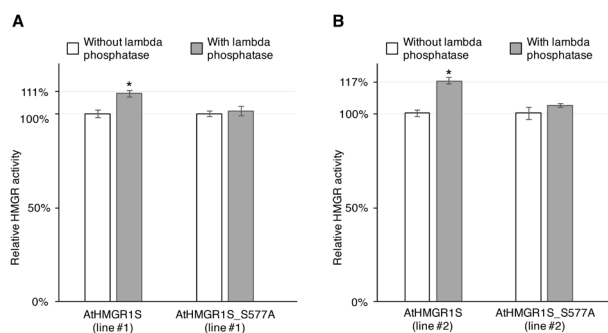 A
Without lambda
phosphatase
With lambda
phosphatase
Relative HMGR activity
111%
100%
50%
0%
*
AtHMGR1S
(line #1)
AtHMGR1S_S577A
(line #1)
B
Without lambda
phosphatase
With lambda
phosphatase
Relative HMGR activity
117%
100%
50%
0%
*
AtHMGR1S
(line #2)
AtHMGR1S_S577A
(line #2)